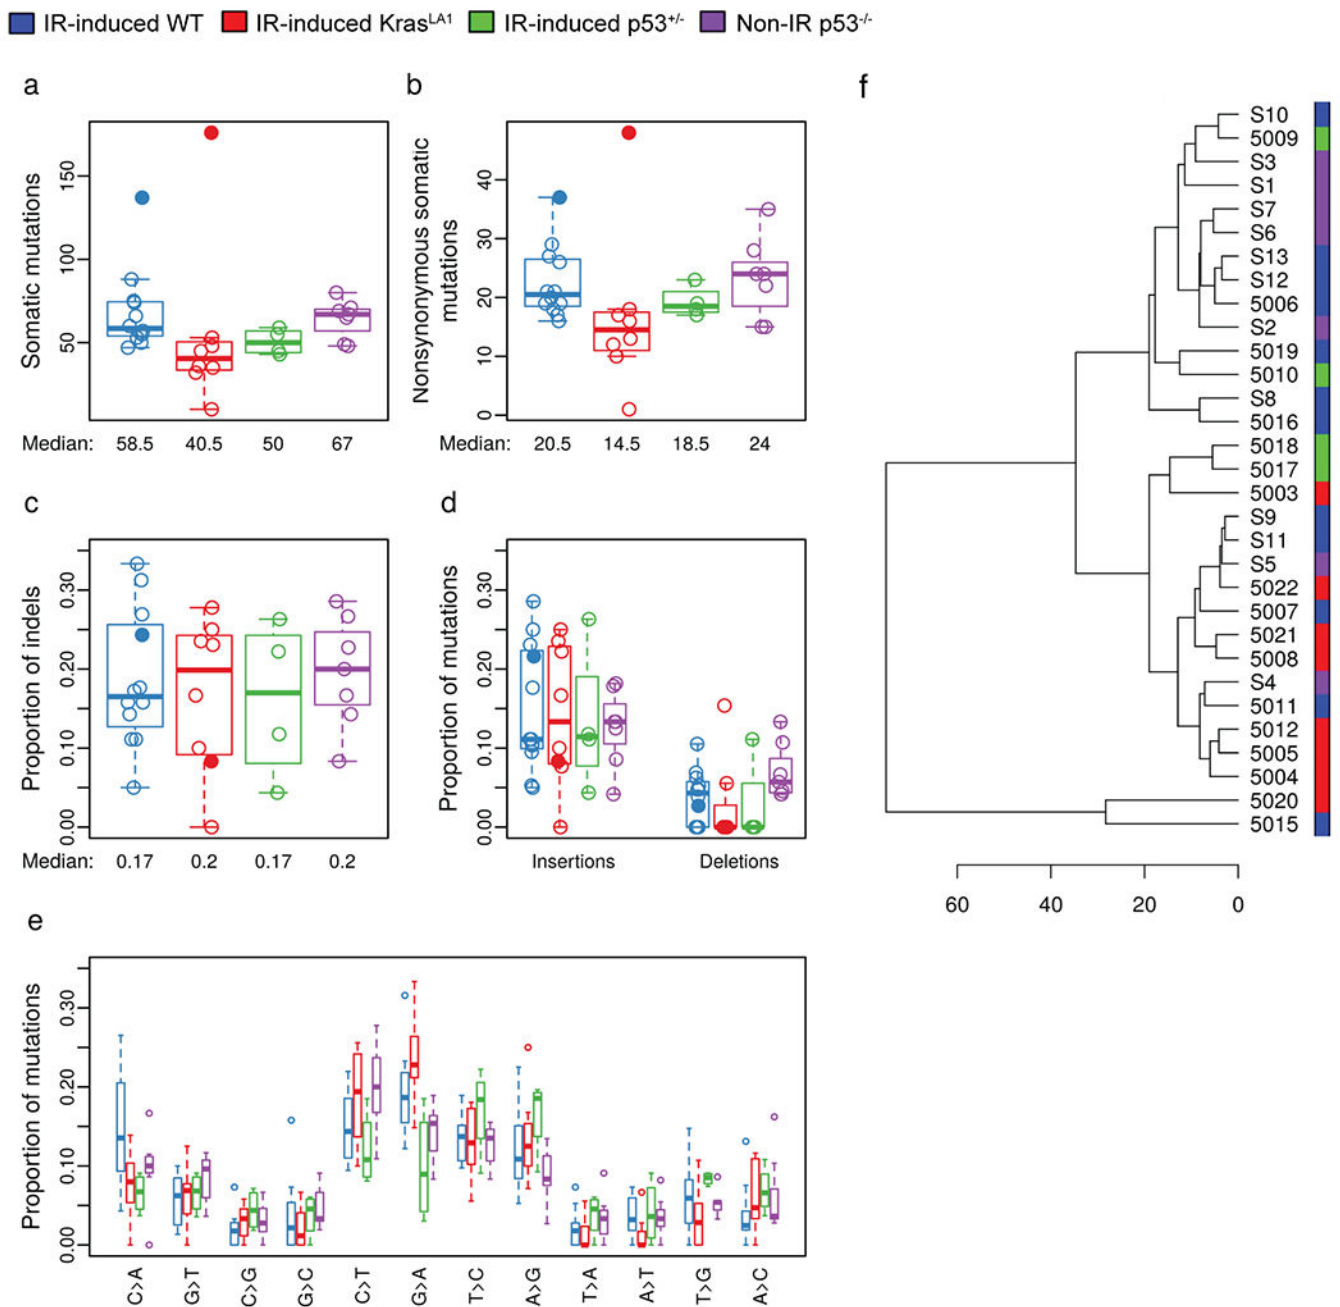 IR-induced WT IR-induced KrasLA1 IR-induced p53+/- Non-IR p53-/-
a
Somatic mutations
150
100
50
Median: 58.5 40.5 50 67
b
Nonsynonymous somatic
mutations
40
30
20
10
0
Median: 20.5 14.5 18.5 24
c
Proportion of indels
0.30
0.20
0.10
0.00
Median: 0.17 0.2 0.17 0.2
d
Proportion of mutations
0.30
0.20
0.10
0.00
Insertions Deletions
e
Proportion of mutations
0.30
0.20
0.10
0.00
C>A
G>T
C>G
G>C
C>T
G>A
T>C
A>G
T>A
A>T
T>G
A>C
f
S10
5009
S3
S1
S7
S6
S13
S12
5006
S2
5019
5010
S8
5016
5018
5017
5003
S9
S11
S5
5022
5007
5021
5008
S4
5011
5012
5005
5004
5020
5015
60 40 20 0